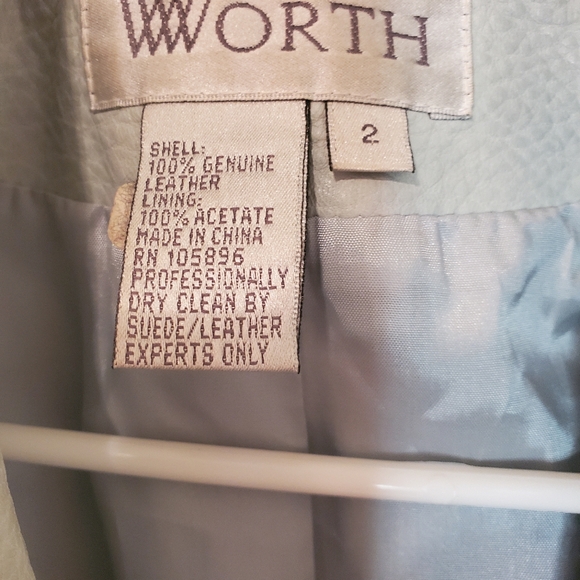 WORTH
2
SHELL:
100% GENUINE
LEATHER
LINING:
100% ACETATE
MADE IN CHINA
RN 105896
PROFESSIONALLY
DRY CLEAN BY
SUEDE/LEATHER
EXPERTS ONLY